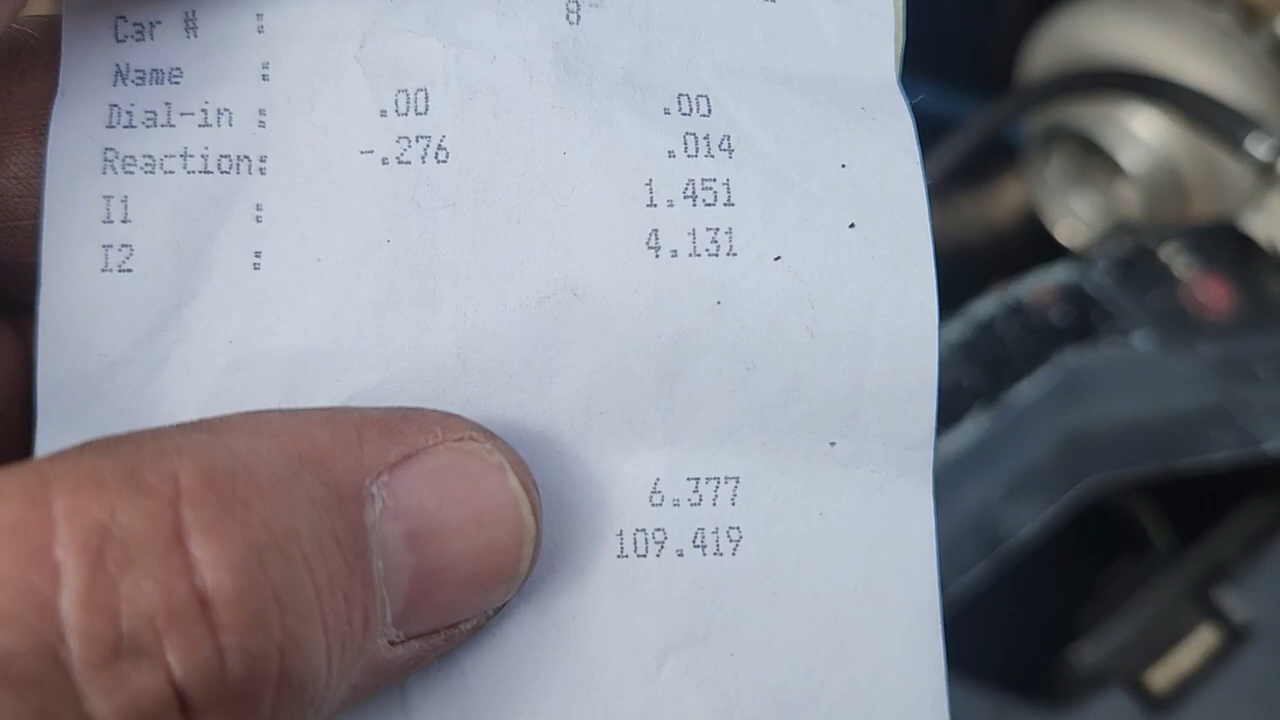 8
Car # :
Name :
Dial-in : .00 .00
Reaction: -.276 .014
I1 : 1.451
I2 : 4.131
6.377
109.419